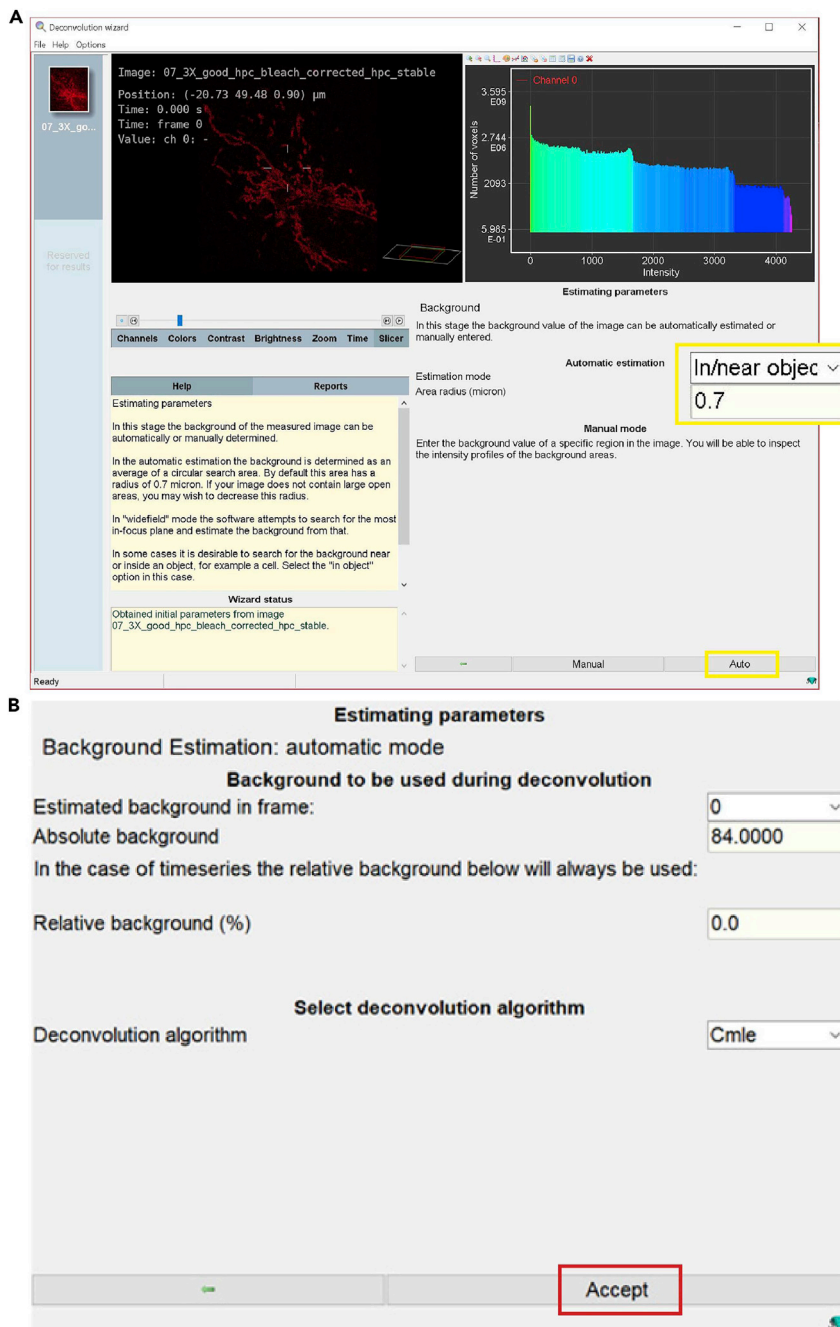 A
Deconvolution wizard
File Help Options
Image: 07_3X_good_hpc_bleach_corrected_hpc_stable
Position: (-20.73 49.48 0.90) μm
Time: 0.000 s
Time: frame 0
Value: ch 0: -
07_3X_go...
Reserved
for results
Channel 0
Number of voxels
3.595
E09
2.744
E06
2093
5.985
E-01
0 1000 2000 3000 4000
Intensity
Channels Colors Contrast Brightness Zoom Time Slicer
Help Reports
Estimating parameters
In this stage the background of the measured image can be
automatically or manually determined.
In the automatic estimation the background is determined as an
average of a circular search area. By default this area has a
radius of 0.7 micron. If your image does not contain large open
areas, you may wish to decrease this radius.
In "widefield" mode the software attempts to search for the most
in-focus plane and estimate the background from that.
In some cases it is desirable to search for the background near
or inside an object, for example a cell. Select the "in object"
option in this case.
Wizard status
Obtained initial parameters from image
07_3X_good_hpc_bleach_corrected_hpc_stable.
Estimating parameters
Background
In this stage the background value of the image can be automatically estimated or
manually entered.
Automatic estimation
Estimation mode In/near objec
Area radius (micron) 0.7
Manual mode
Enter the background value of a specific region in the image. You will be able to inspect
the intensity profiles of the background areas.
Manual Auto
Ready
B
Estimating parameters
Background Estimation: automatic mode
Background to be used during deconvolution
Estimated background in frame: 0
Absolute background 84.0000
In the case of timeseries the relative background below will always be used:
Relative background (%) 0.0
Select deconvolution algorithm
Deconvolution algorithm Cmle
Accept